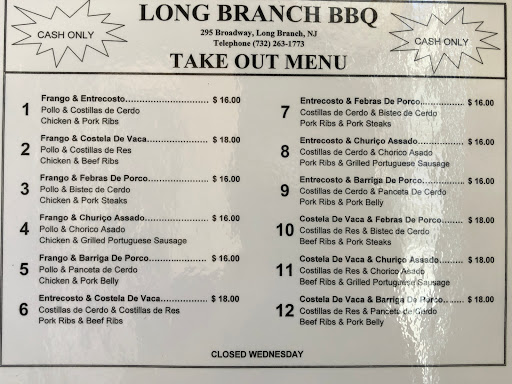 CASH ONLY
LONG BRANCH BBQ
CASH ONLY
295 Broadway, Long Branch, NJ
Telephone (732) 263-1773
TAKE OUT MENU
1 Frango & Entrecosto.......................... $ 16.00
Pollo & Costillas de Cerdo
Chicken & Pork Ribs
2 Frango & Costela De Vaca.................. $ 18.00
Pollo & Costillas de Res
Chicken & Beef Ribs
3 Frango & Febras De Porco.................. $ 16.00
Pollo & Bistec de Cerdo
Chicken & Pork Steaks
4 Frango & Churiço Assado.................. $ 16.00
Pollo & Chorico Asado
Chicken & Grilled Portuguese Sausage
5 Frango & Barriga De Porco................. $ 16.00
Pollo & Panceta de Cerdo
Chicken & Pork Belly
6 Entrecosto & Costela De Vaca............. $ 18.00
Costillas de Cerdo & Costillas de Res
Pork Ribs & Beef Ribs
7 Entrecosto & Febras De Porco............ $ 16.00
Costillas de Cerdo & Bistec de Cerdo
Pork Ribs & Pork Steaks
8 Entrecosto & Churiço Assado............. $ 16.00
Costillas de Cerdo & Chorico Asado
Pork Ribs & Grilled Portuguese Sausage
9 Entrecosto & Barriga De Porco............ $ 16.00
Costillas de Cerdo & Panceta De Cerdo
Pork Ribs & Pork Belly
10 Costela De Vaca & Febras De Porco...... $ 18.00
Costillas de Res & Bistec de Cerdo
Beef Ribs & Pork Steaks
11 Costela De Vaca & Churiço Asado........ $ 18.00
Costillas de Res & Chorico Asado
Beef Ribs & Grilled Portuguese Sausage
12 Costela De Vaca & Barriga De Porco..... $ 18.00
Costillas de Res & Panceta de Cerdo
Beef Ribs & Pork Belly
CLOSED WEDNESDAY